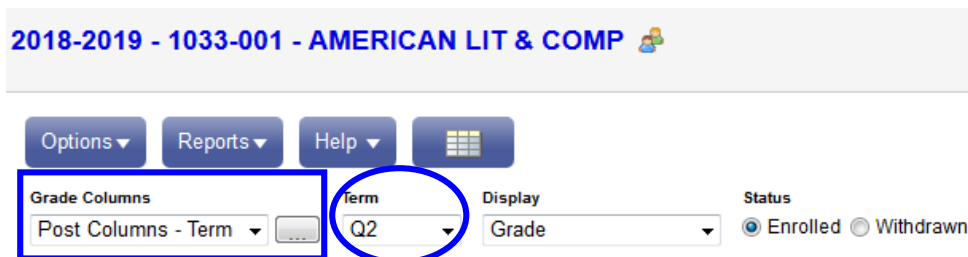 2018-2019 - 1033-001 - AMERICAN LIT & COMP
Options Reports Help
Grade Columns Term Display Status
Post Columns - Term ... Q2 Grade Enrolled Withdrawn